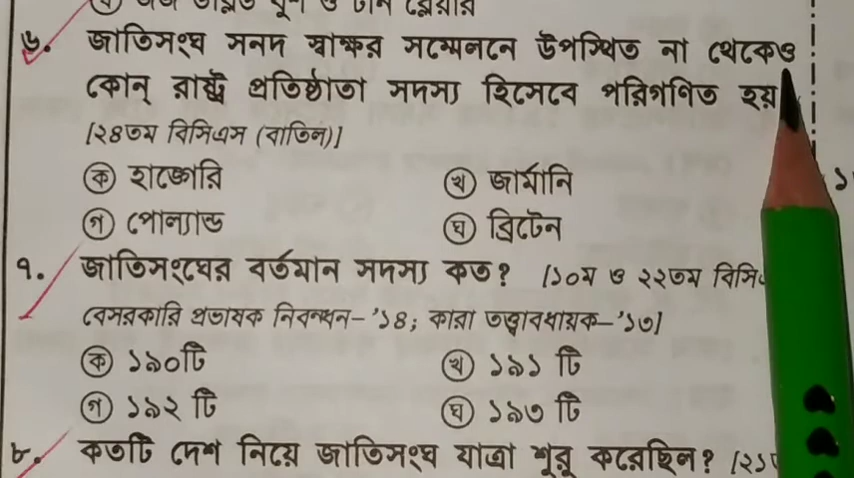 ৬. জাতিসংঘ সনদ স্বাক্ষর সম্মেলনে উপস্থিত না থেকেও
কোন্ রাষ্ট্র প্রতিষ্ঠাতা সদস্য হিসেবে পরিগণিত হয়
[২৪তম বিসিএস (বাতিল)]
ক হাঙ্গেরি
খ জার্মানি
গ পোল্যান্ড
ঘ ব্রিটেন
৭. জাতিসংঘের বর্তমান সদস্য কত? [১০ম ও ২২তম
বেসরকারি প্রভাষক নিবন্ধন-'১৪; কারা তত্ত্বাবধায়ক-'১৩]
ক ১৯০টি
খ ১৯১ টি
গ ১৯২ টি
ঘ ১৯৩ টি
৮. কতটি দেশ নিয়ে জাতিসংঘ যাত্রা শুরু করেছিল?